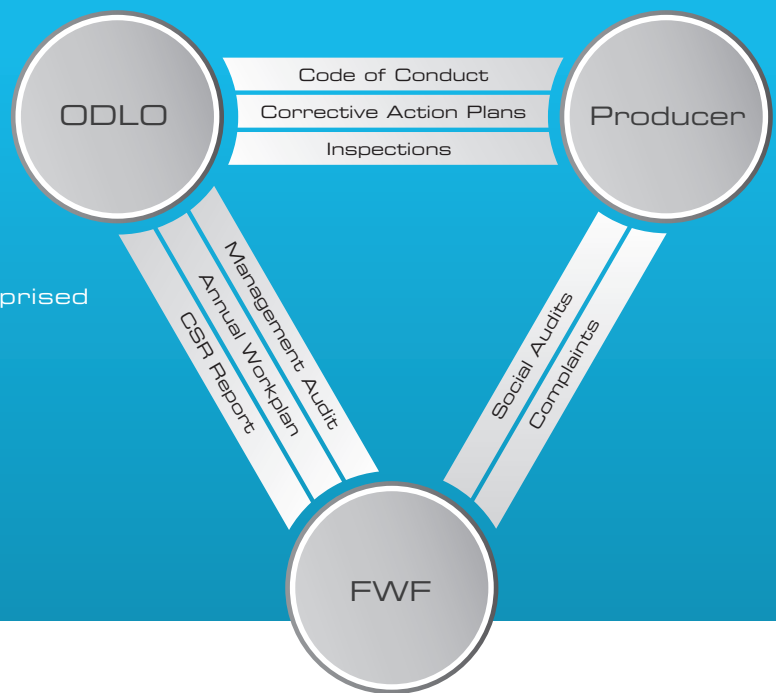 ODLO
Code of Conduct
Corrective Action Plans
Inspections
Producer
prised
Management Audit
Annual Workplan
CSR Report
Social Audits
Complaints
FWF